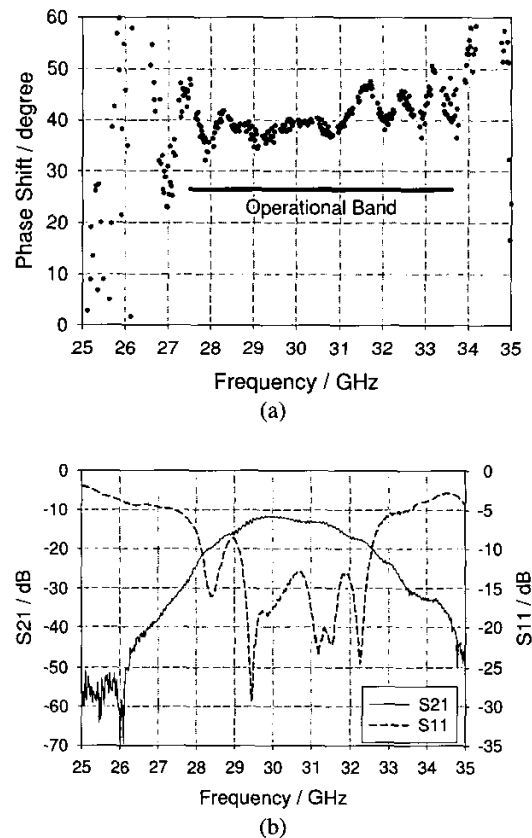 60
50
40
30
20
10
0
Phase Shift / degree
Operational Band
25 26 27 28 29 30 31 32 33 34 35
Frequency / GHz
(a)
0
-10
-20
-30
-40
-50
-60
-70
S21 / dB
0
-5
-10
-15
-20
-25
-30
-35
S11 / dB
S21
S11
25 26 27 28 29 30 31 32 33 34 35
Frequency / GHz
(b)